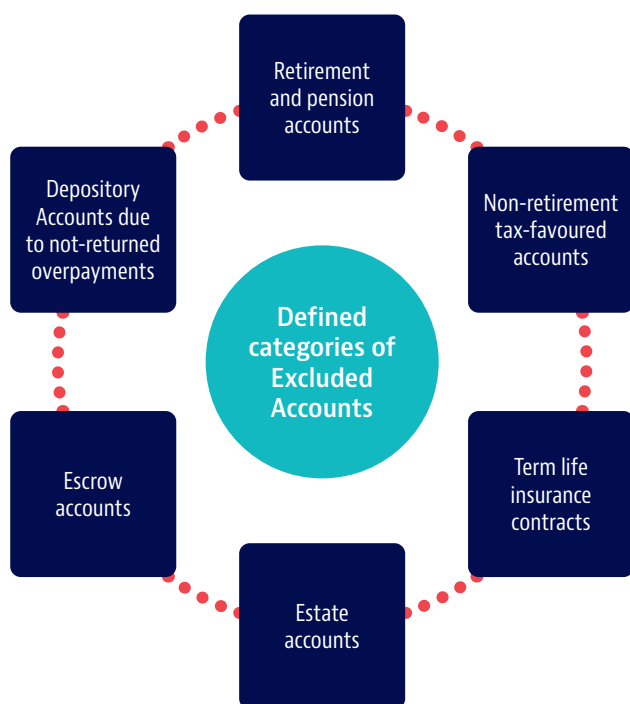 Retirement
and pension
accounts
Non-retirement
tax-favoured
accounts
Term life
insurance
contracts
Estate
accounts
Escrow
accounts
Depository
Accounts due
to not-returned
overpayments
Defined
categories of
Excluded
Accounts